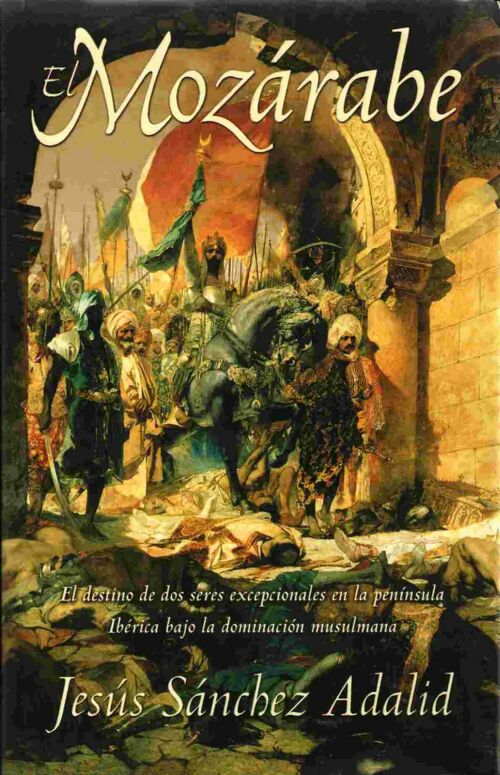 El Mozárabe
El destino de dos seres excepcionales en la península
Ibérica bajo la dominación musulmana
Jesús Sánchez Adalid